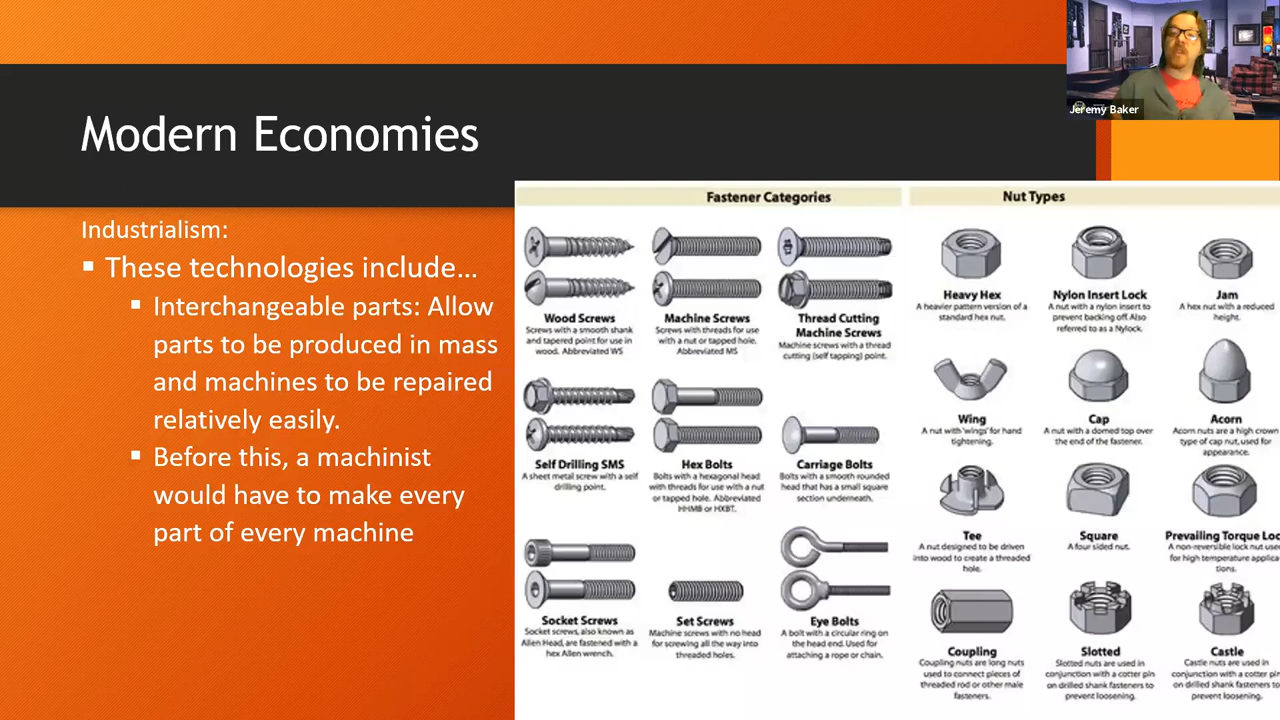 Jeremy Baker
Modern Economies
Industrialism:
▪ These technologies include…
▪ Interchangeable parts: Allow
parts to be produced in mass
and machines to be repaired
relatively easily.
▪ Before this, a machinist
would have to make every
part of every machine
Fastener Categories
Wood Screws
Screws with a smooth shank
and tapered point for use in
wood. Abbreviated WS
Machine Screws
Screws with threads for use
with a nut or tapped hole.
Abbreviated MS
Thread Cutting
Machine Screws
Machine screws with a thread
cutting (self tapping) point.
Self Drilling SMS
A sheet metal screw with a self
drilling point.
Hex Bolts
Bolts with a hexagonal head
with threads for use with a nut
or tapped hole. Abbreviated
HHMB or HXBT.
Carriage Bolts
Bolts with a smooth rounded
head that has a small square
section underneath.
Socket Screws
Socket screws, also known as
Allen Head, are fastened with a
hex Allen wrench.
Set Screws
Machine screws with no head
for screwing all the way into
threaded holes.
Eye Bolts
A bolt with a circular ring on
the head end. Used for
attaching a rope or chain.
Nut Types
Heavy Hex
A heavier pattern version of a
standard hex nut.
Nylon Insert Lock
A nut with a nylon insert to
prevent backing off. Also
referred to as a Nylock.
Jam
A hex nut with a reduced
height.
Wing
A nut with 'wings' for hand
tightening.
Cap
A nut with a domed top over
the end of the fastener.
Acorn
Acorn nuts are a high crown
type of cap nut, used for
appearance.
Tee
A nut designed to be driven
into wood to create a threaded
hole.
Square
A four sided nut.
Prevailing Torque Loc
A non-reversible lock nut used
for high temperature applica-
tions.
Coupling
Coupling nuts are long nuts
used to connect pieces of
threaded rod or other male
fasteners.
Slotted
Slotted nuts are used in
conjunction with a cotter pin
on drilled shank fasteners to
prevent loosening.
Castle
Castle nuts are used in
conjunction with a cotter pin
on drilled shank fasteners to
prevent loosening.